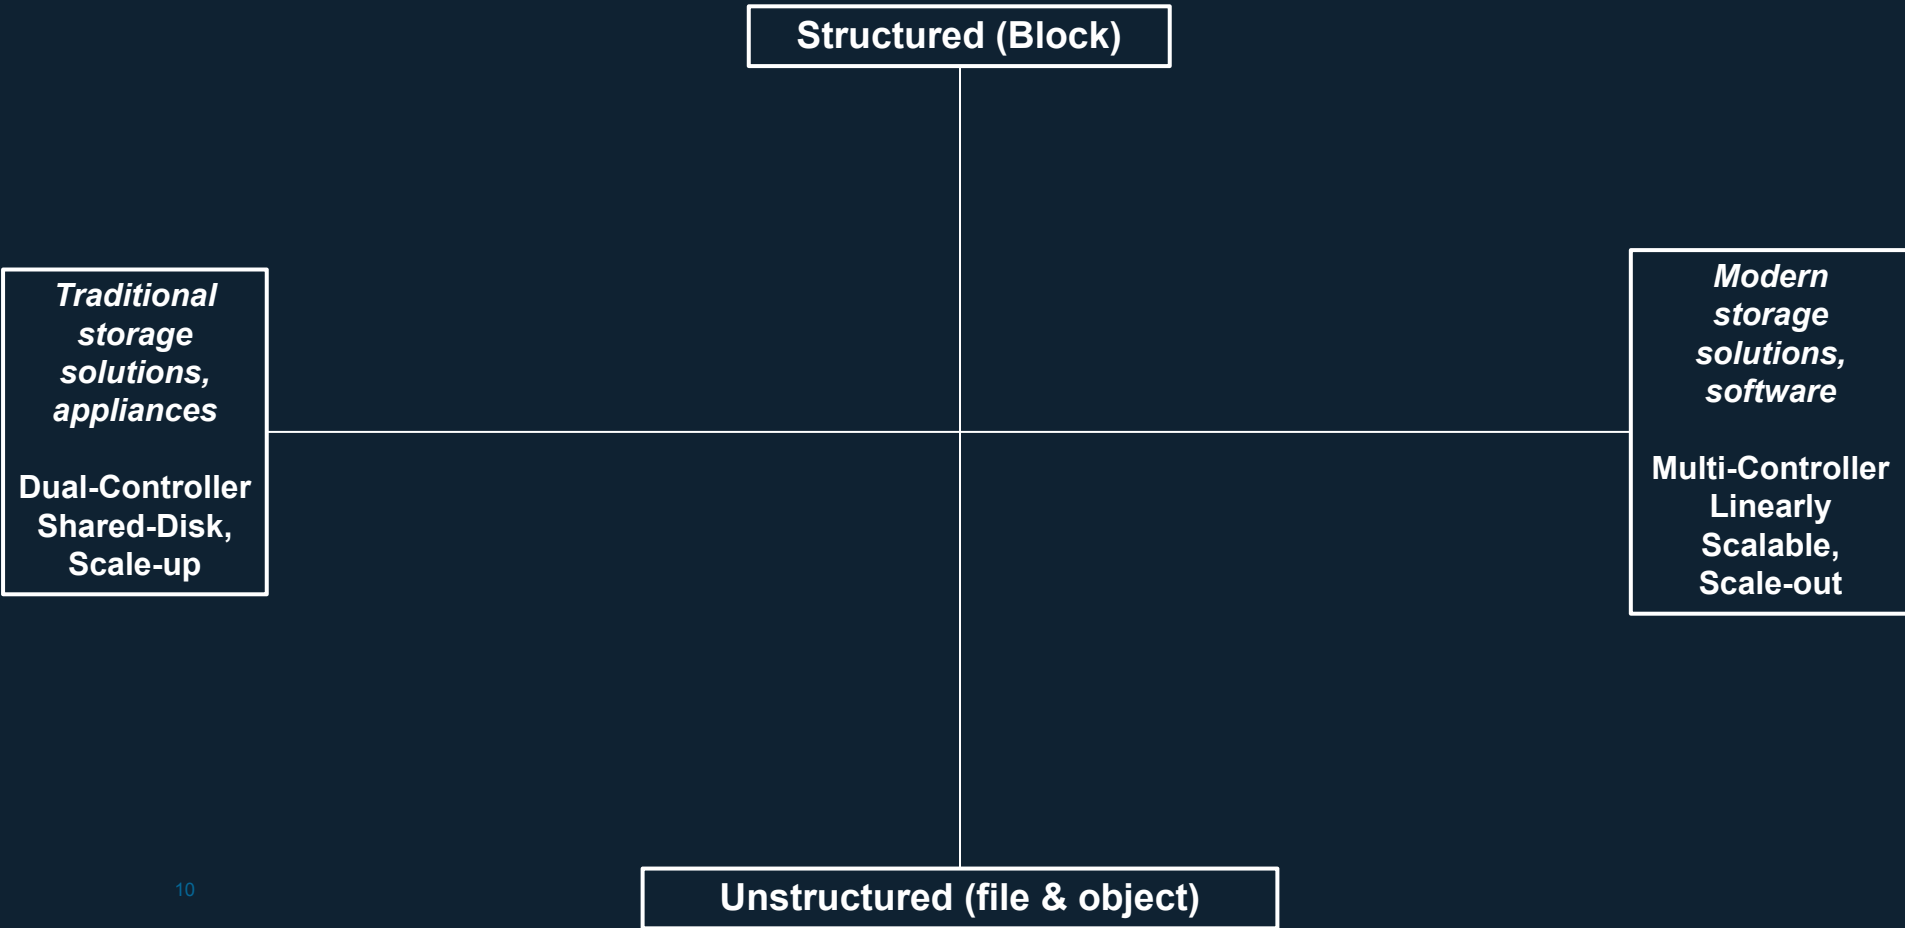 Structured (Block)
Traditional
storage
solutions,
appliances
Dual-Controller
Shared-Disk,
Scale-up
Modern
storage
solutions,
software
Multi-Controller
Linearly
Scalable,
Scale-out
10
Unstructured (file & object)